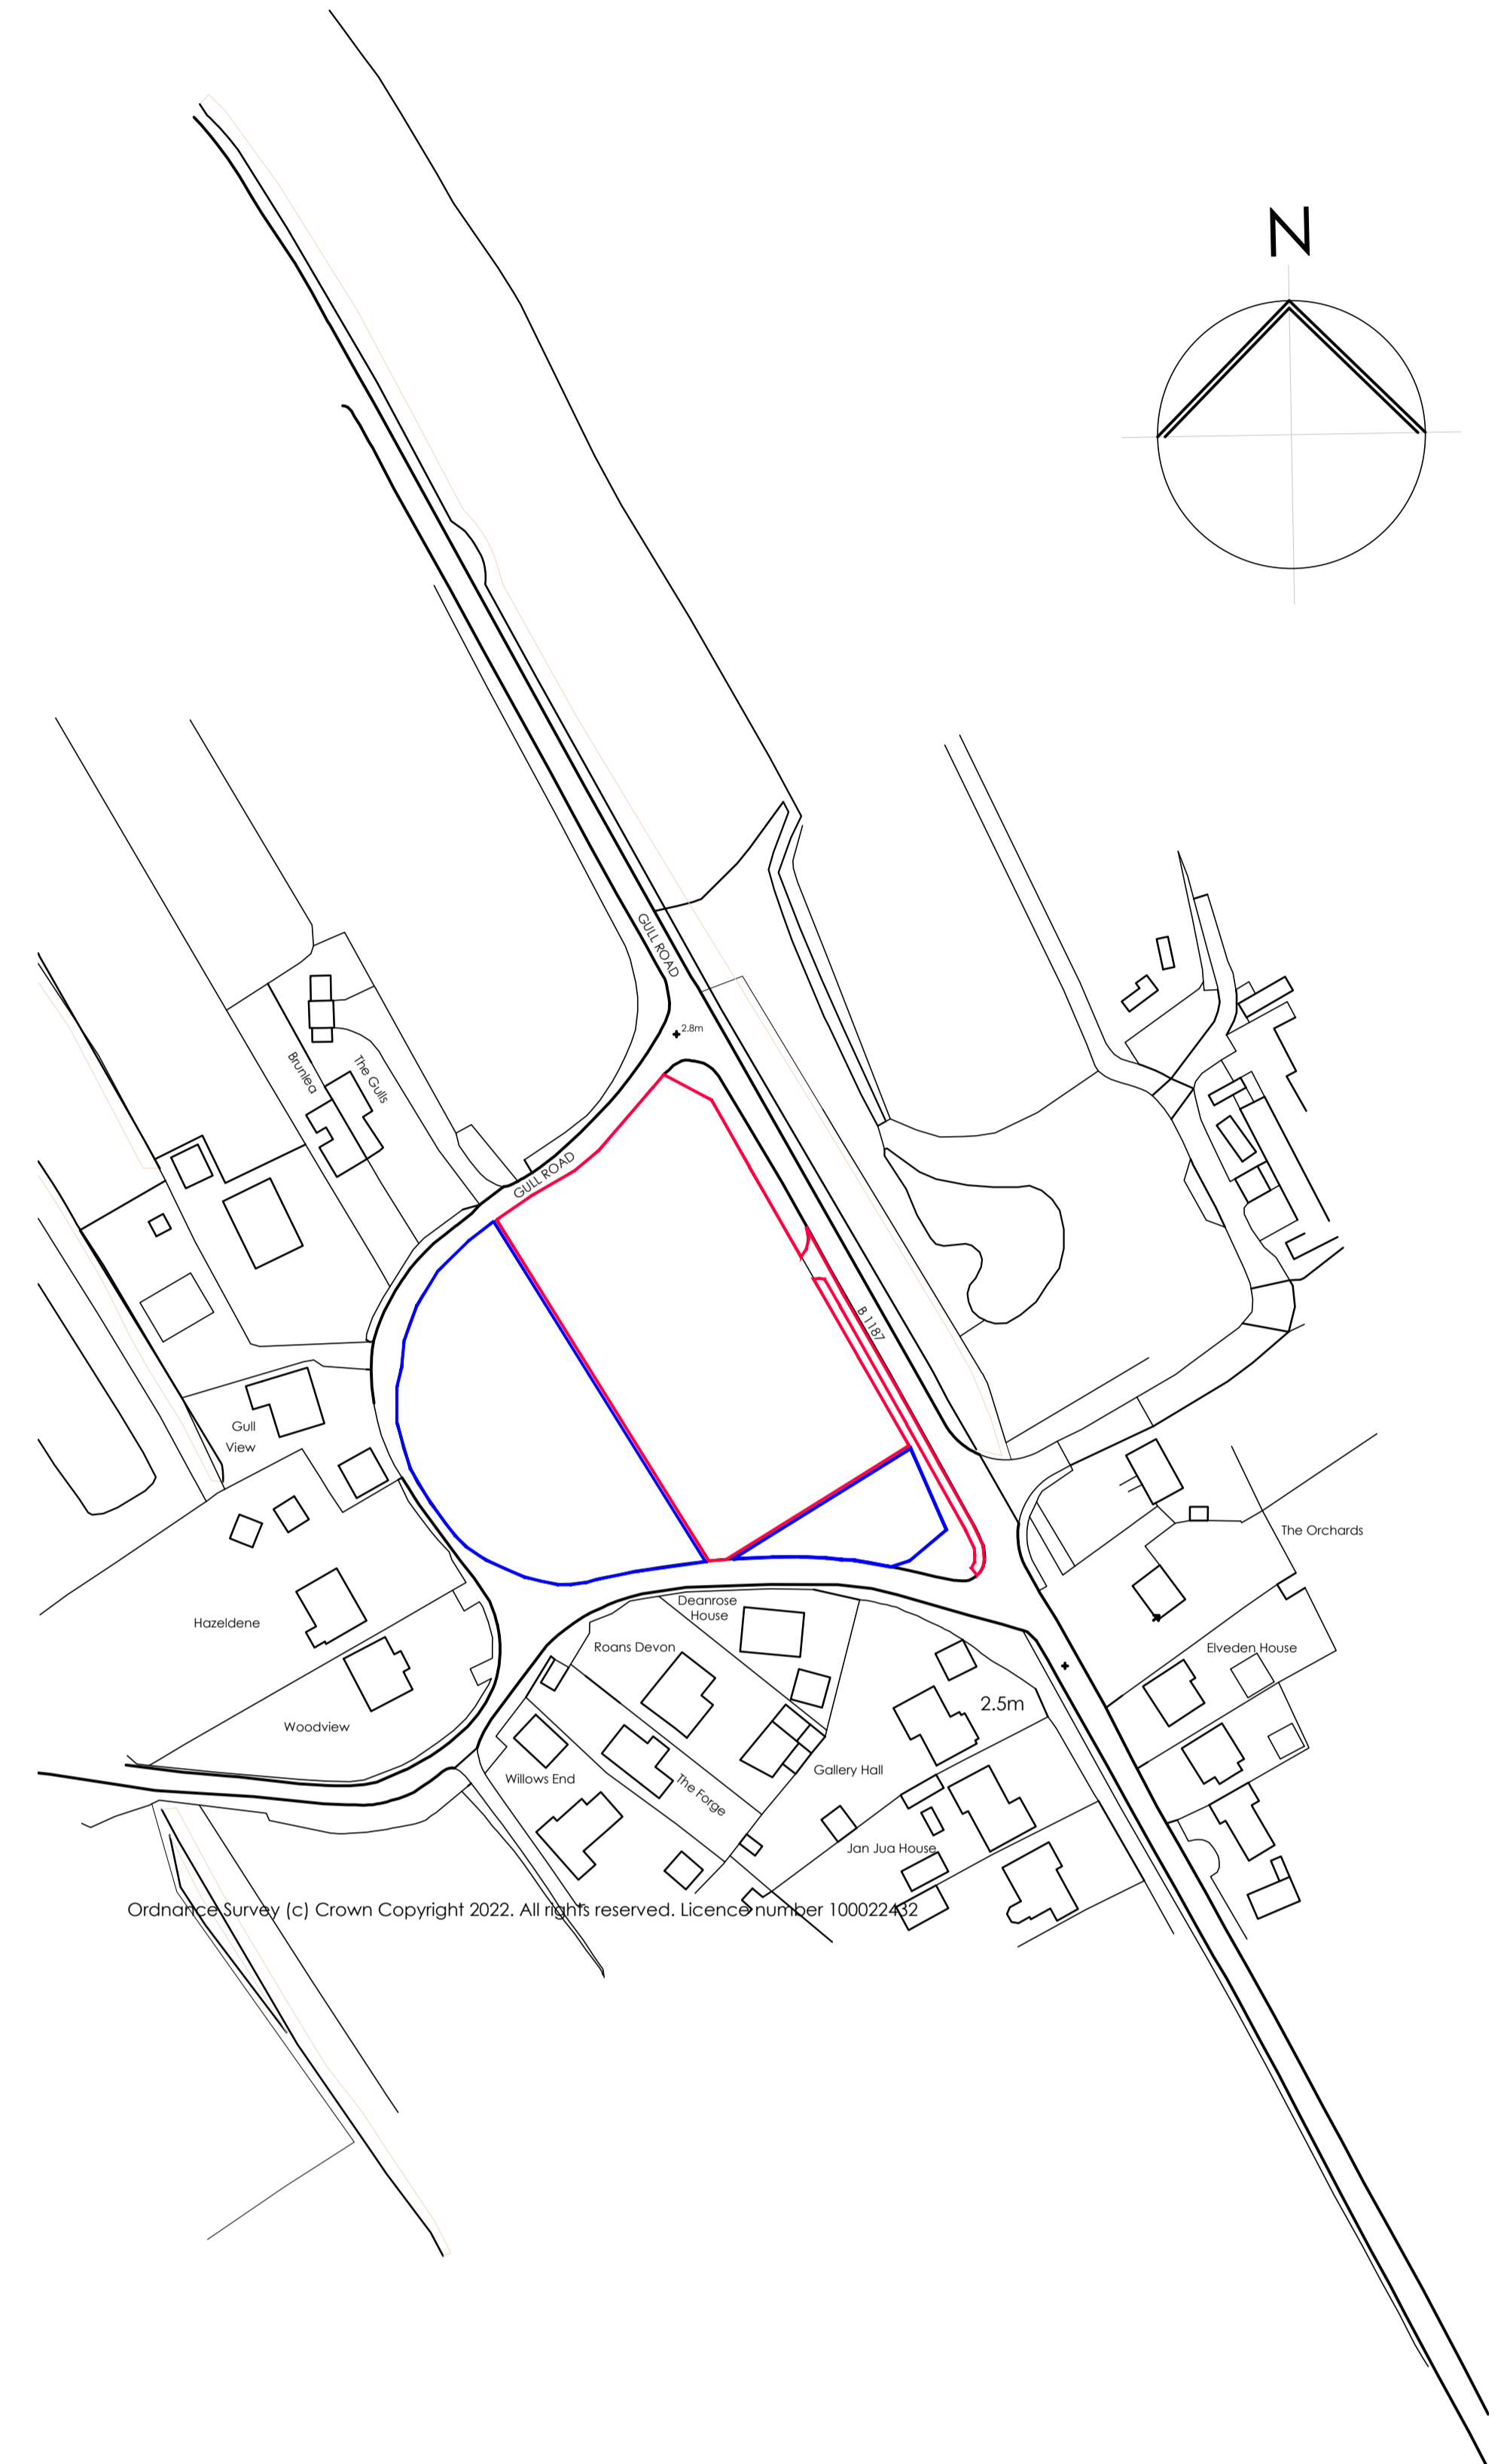 N
GULL ROAD
2.8m
Brunlea
The Gulls
GULL ROAD
B 1187
Gull
View
The Orchards
Hazeldene
Deanrose
House
Roans Devon
Elveden House
2.5m
Woodview
Willows End
The Forge
Gallery Hall
Jan Jua House
Ordnance Survey (c) Crown Copyright 2022. All rights reserved. Licence number 100022432